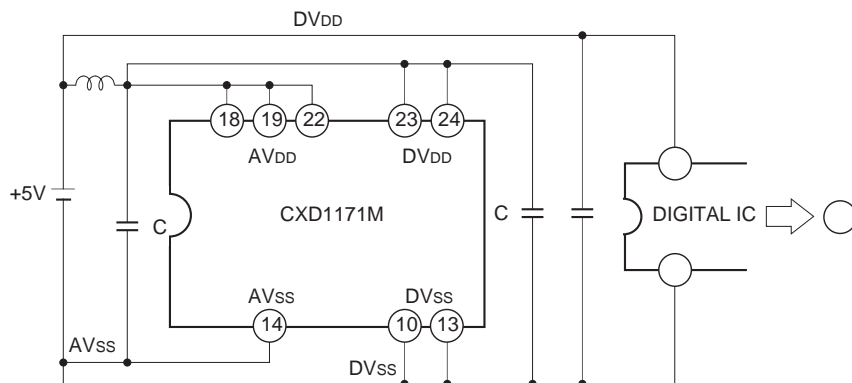 DVDD
18 19 22 23 24
AVDD DVDD
+5V
C CXD1171M C DIGITAL IC
AVSS DVSS
14 10 13
AVSS
DVSS